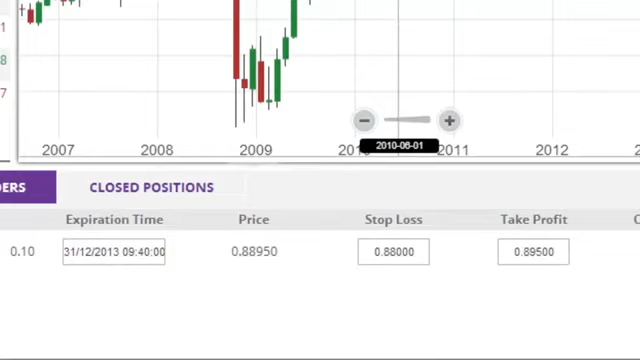 1
8
7
2007 2008 2009 2011 2012
2010-06-01
CLOSED POSITIONS
Expiration Time Price Stop Loss Take Profit
0.10 31/12/2013 09:40:00 0.88950 0.88000 0.89500